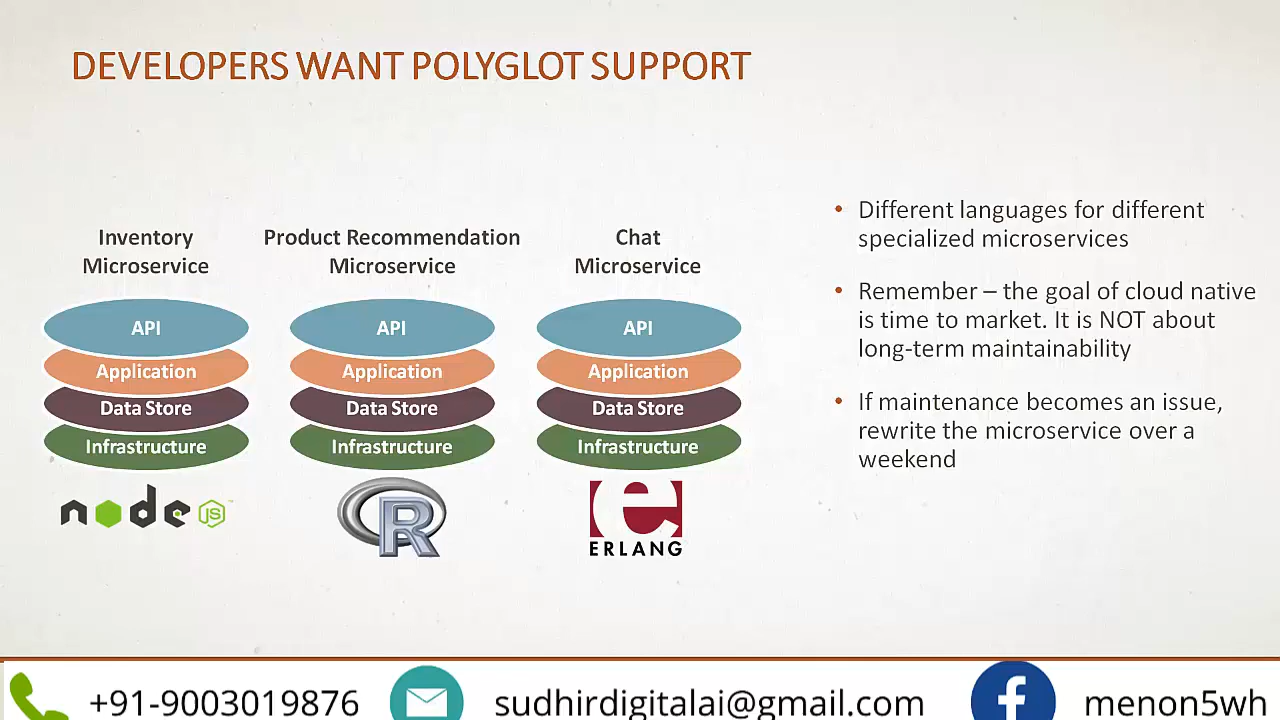 DEVELOPERS WANT POLYGLOT SUPPORT
Inventory
Microservice
API
Application
Data Store
Infrastructure
node
JS
Product Recommendation
Microservice
API
Application
Data Store
Infrastructure
R
Chat
Microservice
API
Application
Data Store
Infrastructure
e
ERLANG
• Different languages for different
specialized microservices
• Remember – the goal of cloud native
is time to market. It is NOT about
long-term maintainability
• If maintenance becomes an issue,
rewrite the microservice over a
weekend
+91-9003019876
sudhirdigitalai@gmail.com
f
menon5wh